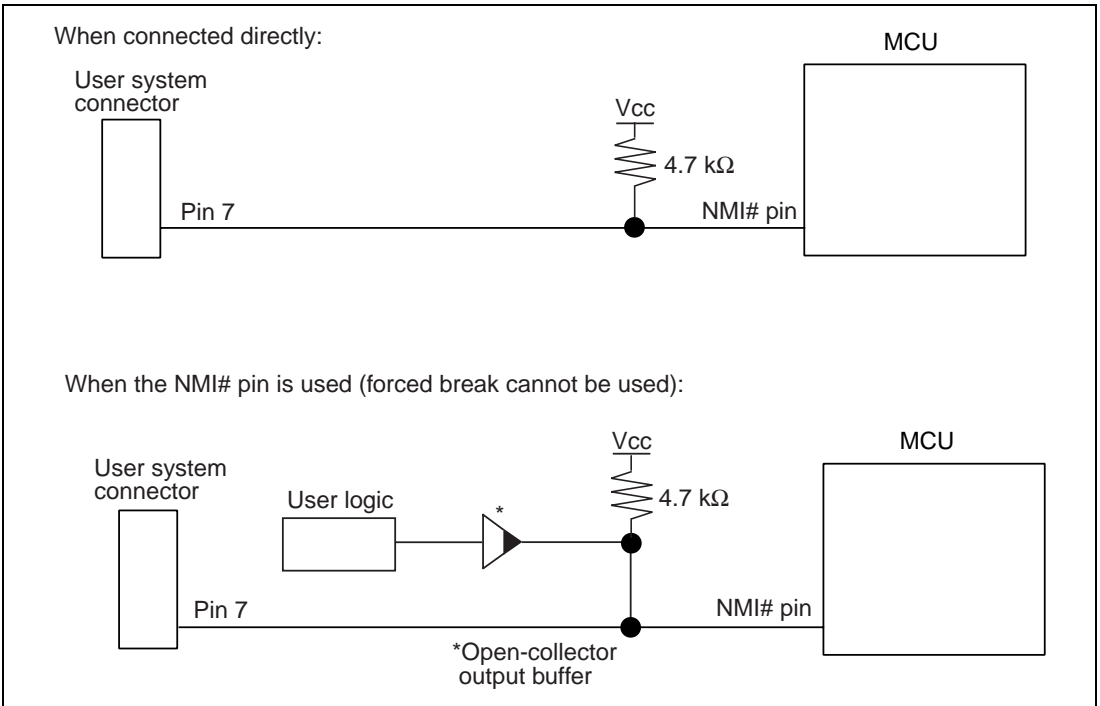 When connected directly:
MCU
User system
connector
Vcc
4.7 kΩ
Pin 7
NMI# pin
When the NMI# pin is used (forced break cannot be used):
Vcc
MCU
User system
connector
User logic
*
4.7 kΩ
Pin 7
NMI# pin
*Open-collector
output buffer